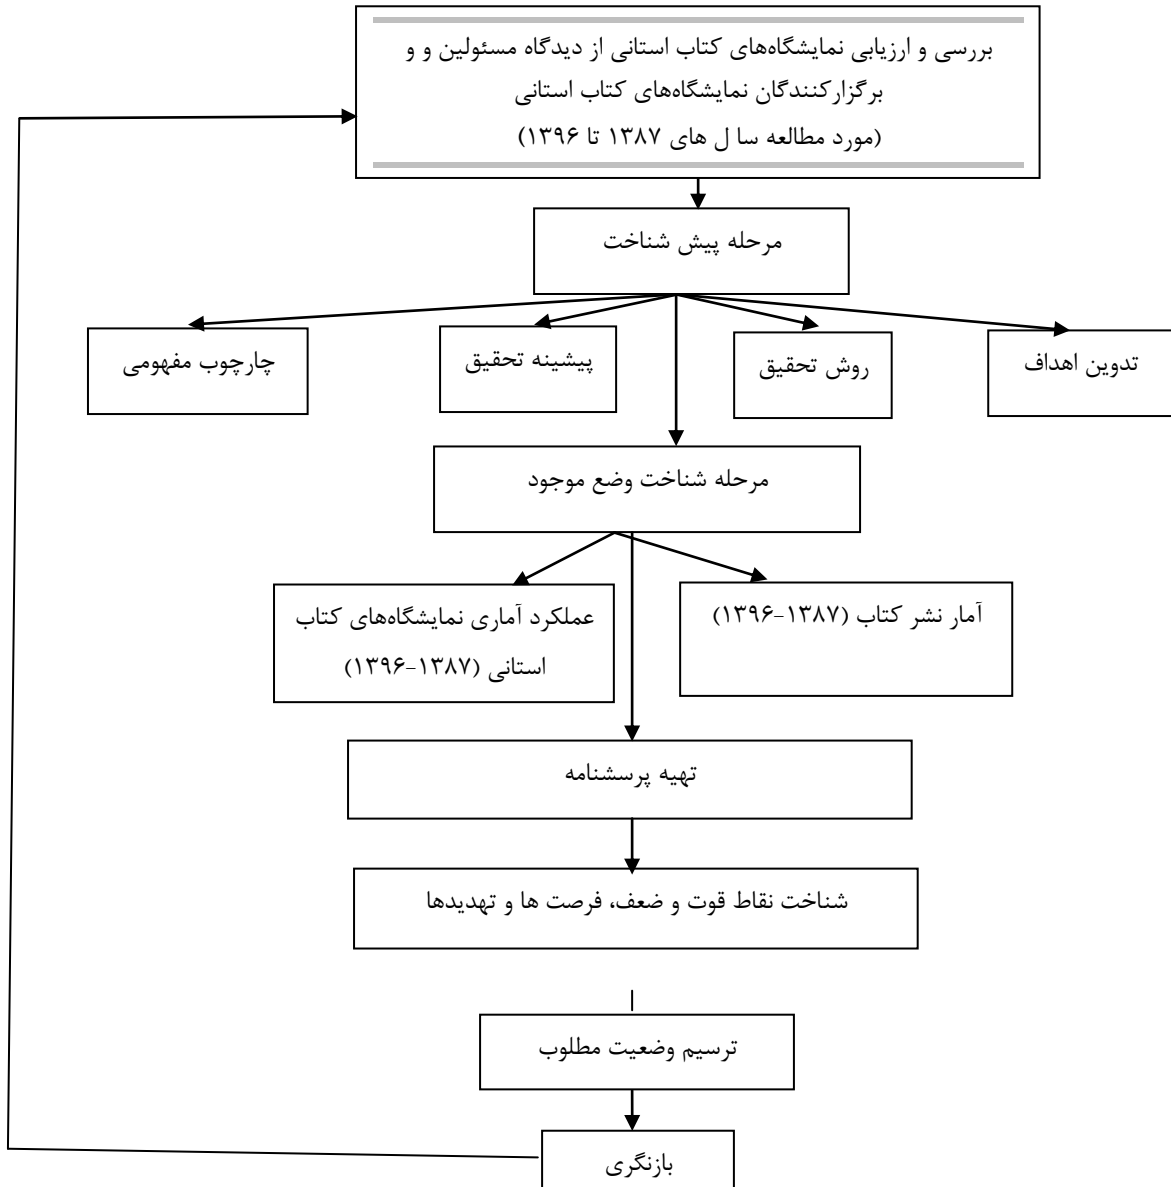 بررسی و ارزیابی نمایشگاه‌های کتاب استانی از دیدگاه مسئولین و و
برگزارکنندگان نمایشگاه‌های کتاب استانی
(مورد مطالعه سا ل های ۱۳۸۷ تا ۱۳۹۶)
مرحله پیش شناخت
تدوین اهداف
روش تحقیق
پیشینه تحقیق
چارچوب مفهومی
مرحله شناخت وضع موجود
آمار نشر کتاب (۱۳۸۷-۱۳۹۶)
عملکرد آماری نمایشگاه‌های کتاب
استانی (۱۳۸۷-۱۳۹۶)
تهیه پرسشنامه
شناخت نقاط قوت و ضعف، فرصت ها و تهدیدها
ترسیم وضعیت مطلوب
بازنگری